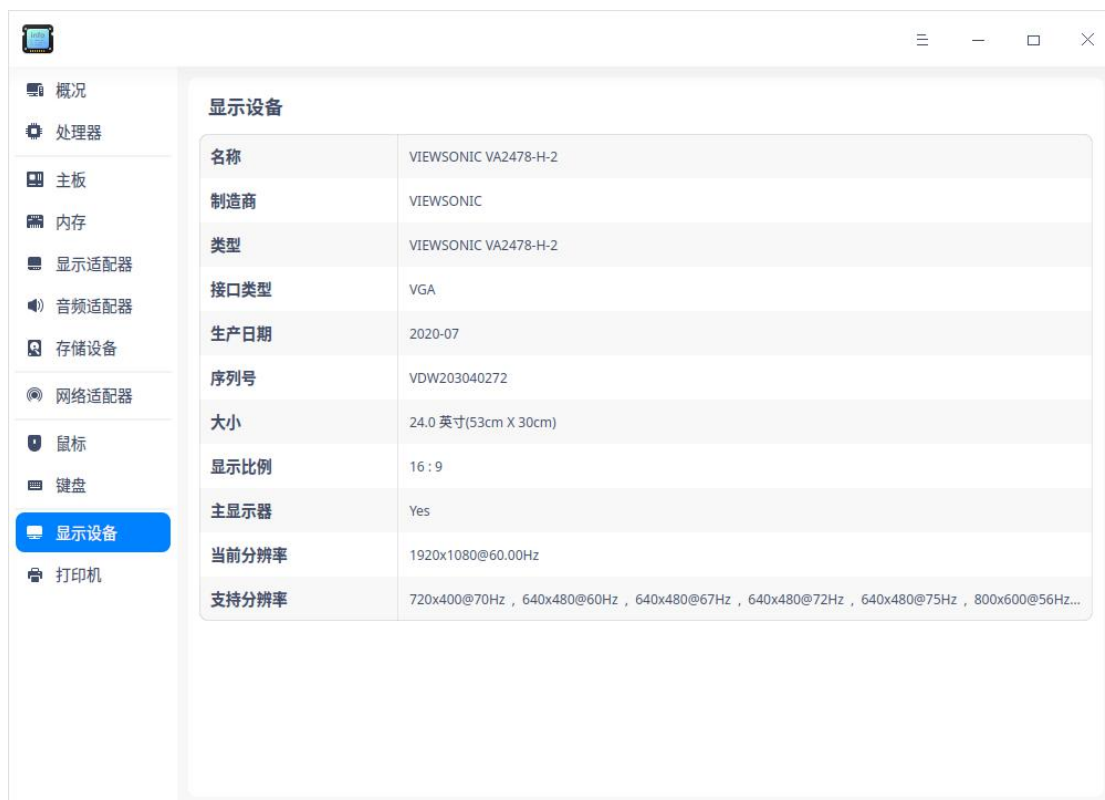 概况
处理器
主板
内存
显示适配器
音频适配器
存储设备
网络适配器
鼠标
键盘
显示设备
打印机
显示设备
名称 VIEWSONIC VA2478-H-2
制造商 VIEWSONIC
类型 VIEWSONIC VA2478-H-2
接口类型 VGA
生产日期 2020-07
序列号 VDW203040272
大小 24.0 英寸(53cm X 30cm)
显示比例 16 : 9
主显示器 Yes
当前分辨率 1920x1080@60.00Hz
支持分辨率 720x400@70Hz , 640x480@60Hz , 640x480@67Hz , 640x480@72Hz , 640x480@75Hz , 800x600@56Hz...